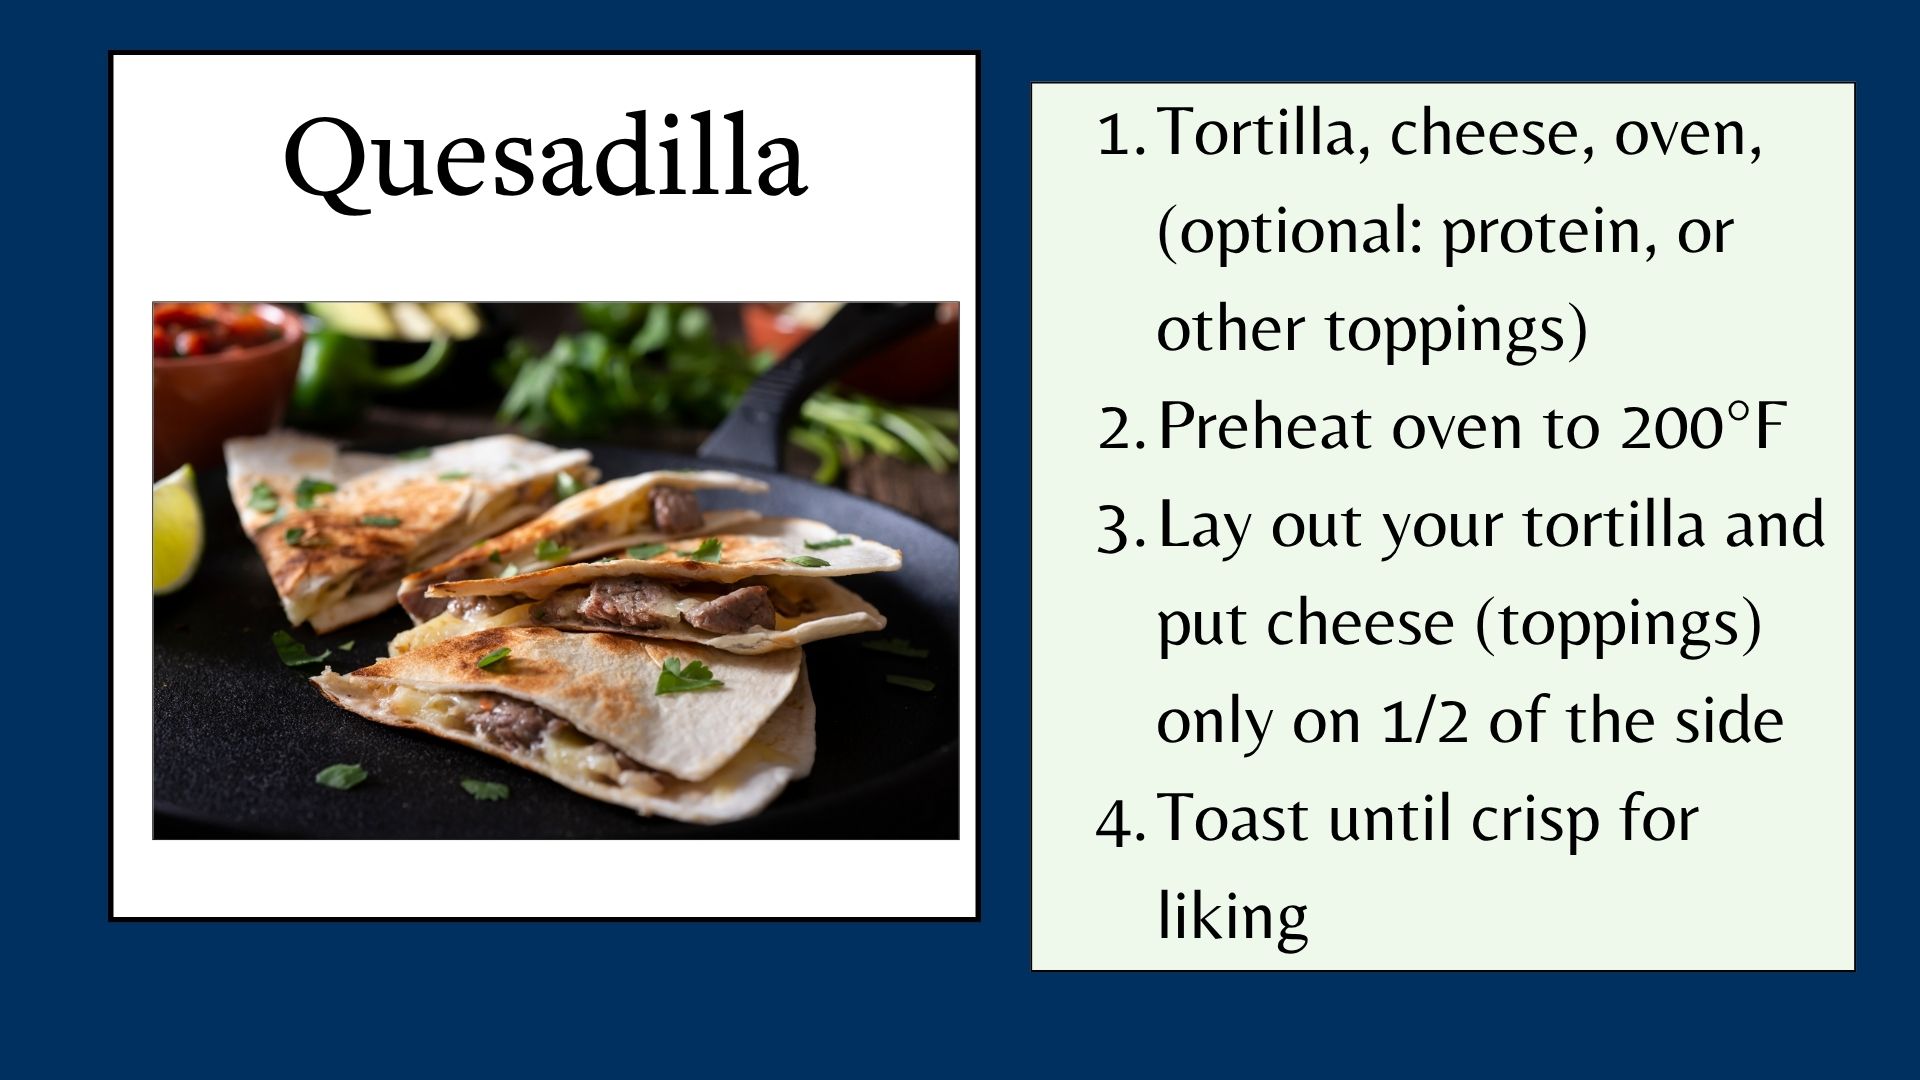 Quesadilla
1. Tortilla, cheese, oven,
(optional: protein, or
other toppings)
2. Preheat oven to 200°F
3. Lay out your tortilla and
put cheese (toppings)
only on 1/2 of the side
4. Toast until crisp for
liking